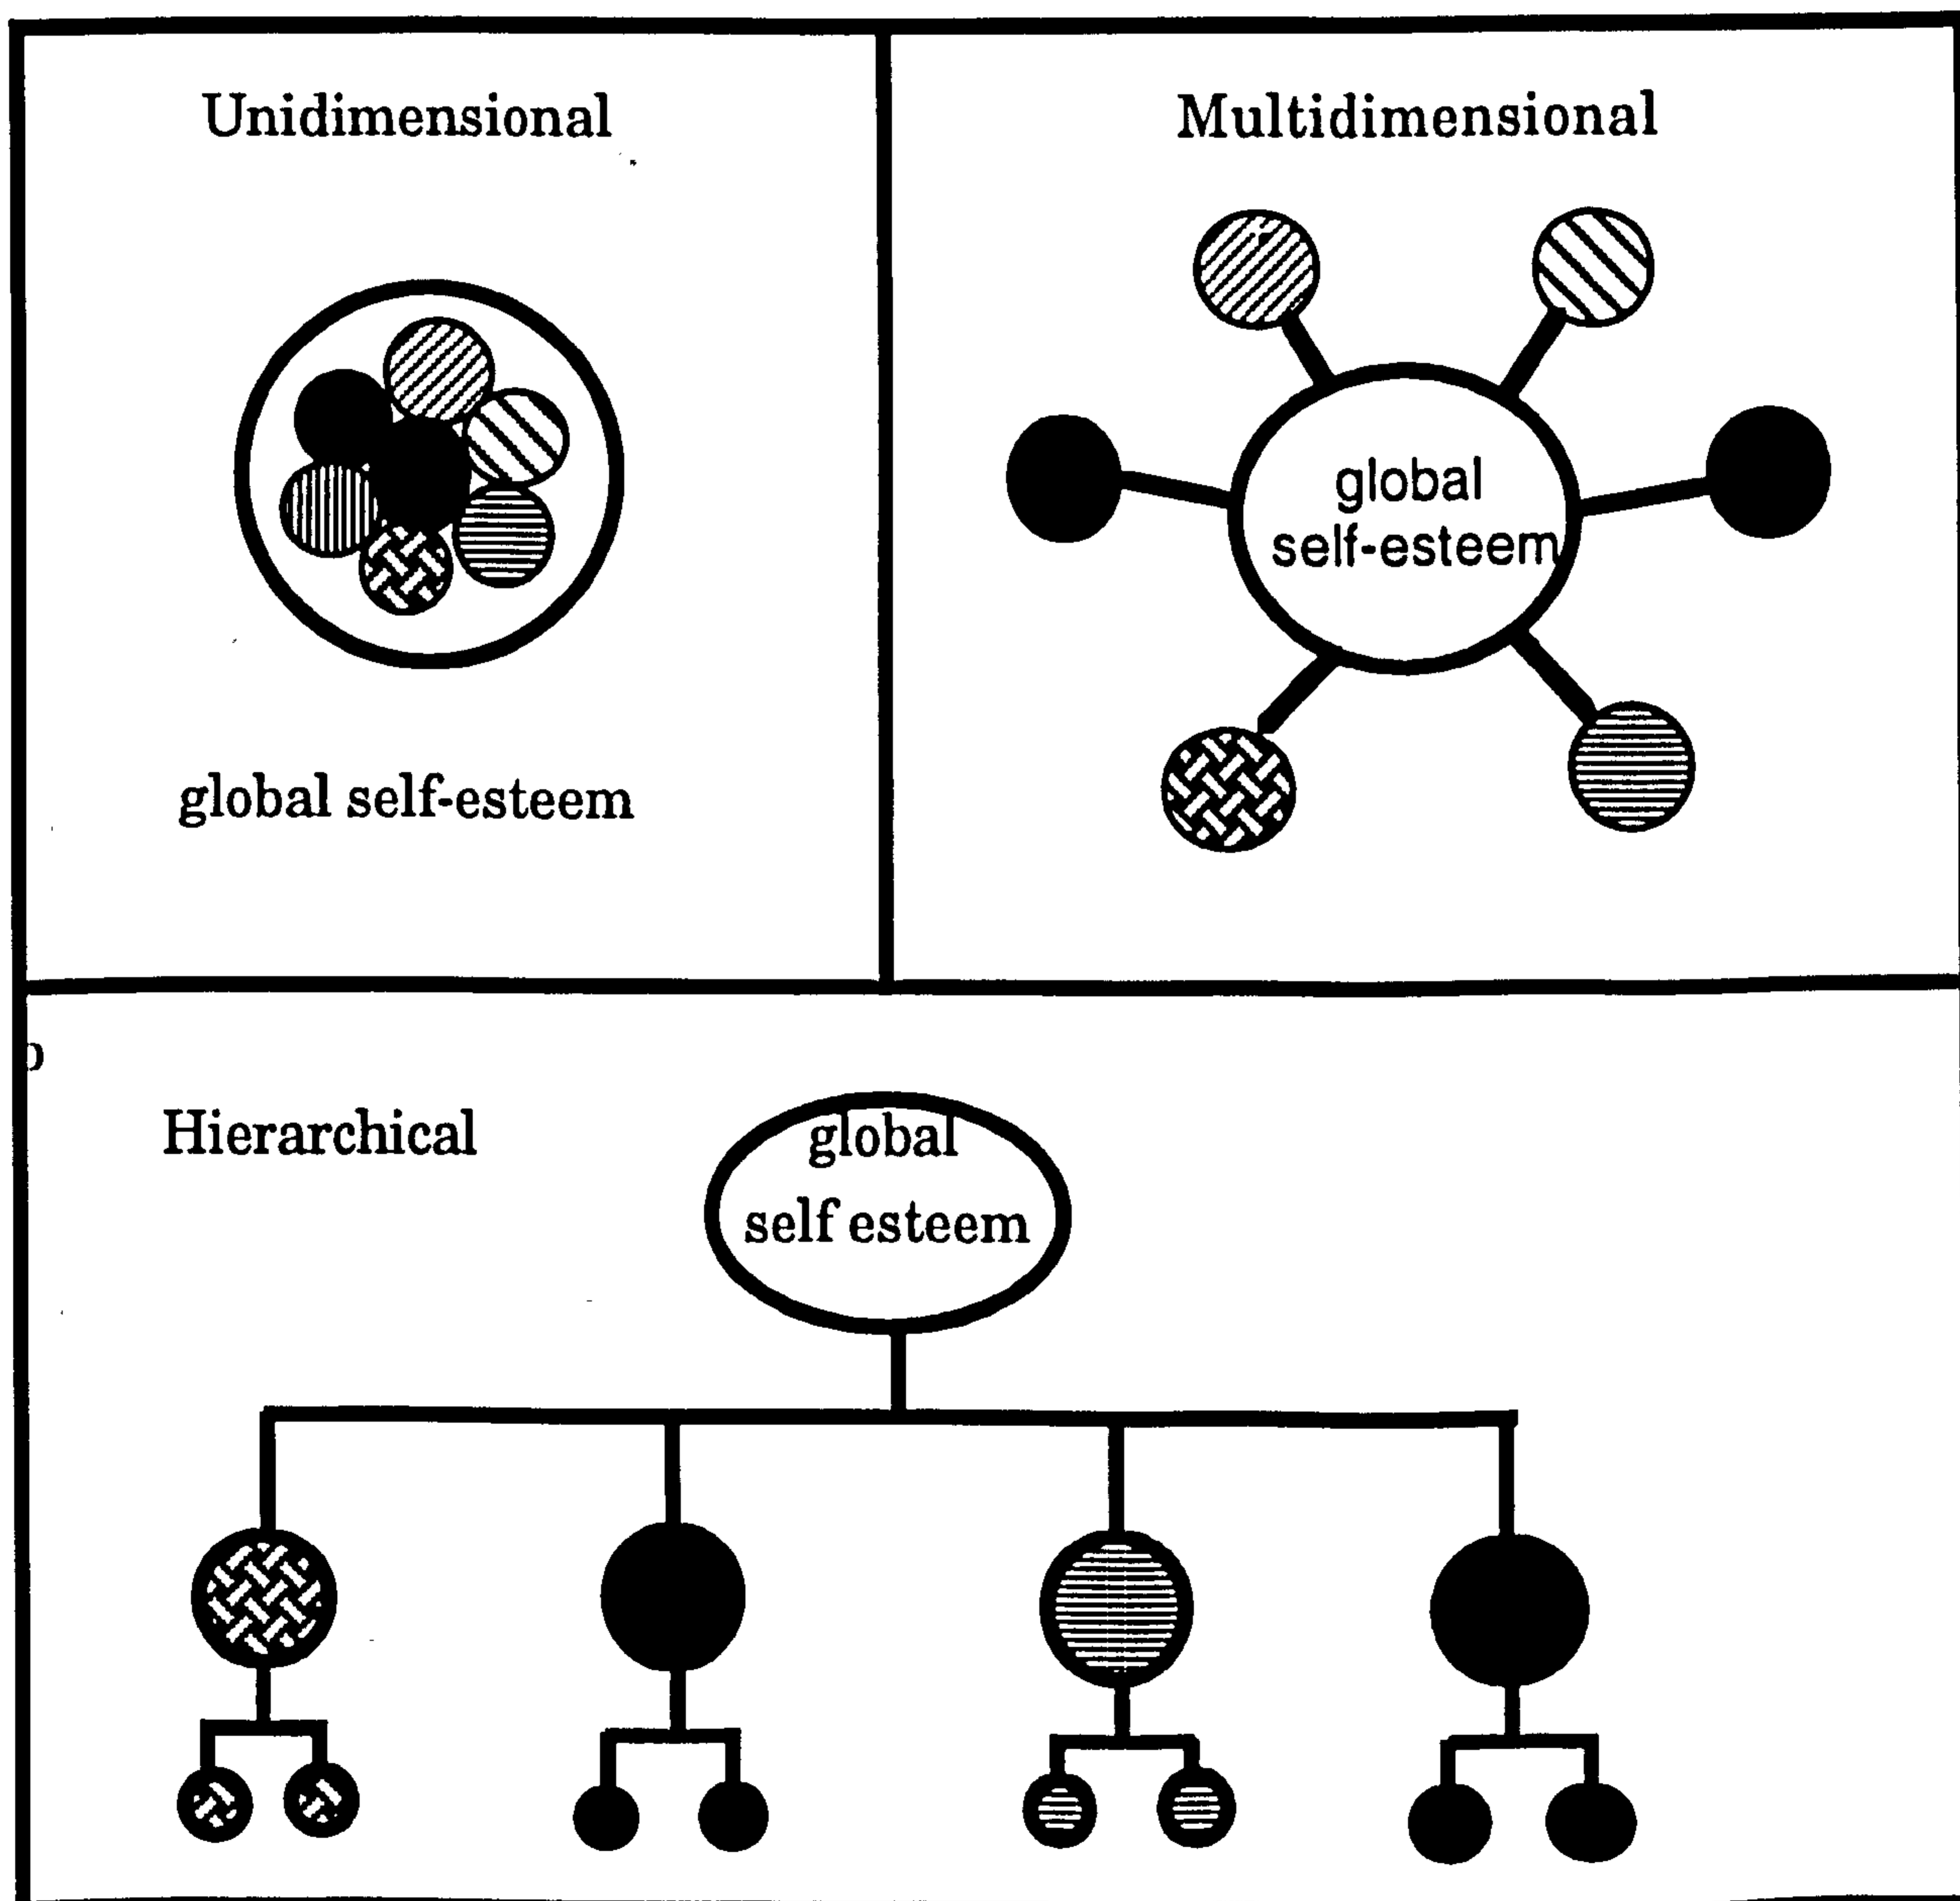 Unidimensional
global self-esteem
Multidimensional
global
self-esteem
Hierarchical
global
self esteem